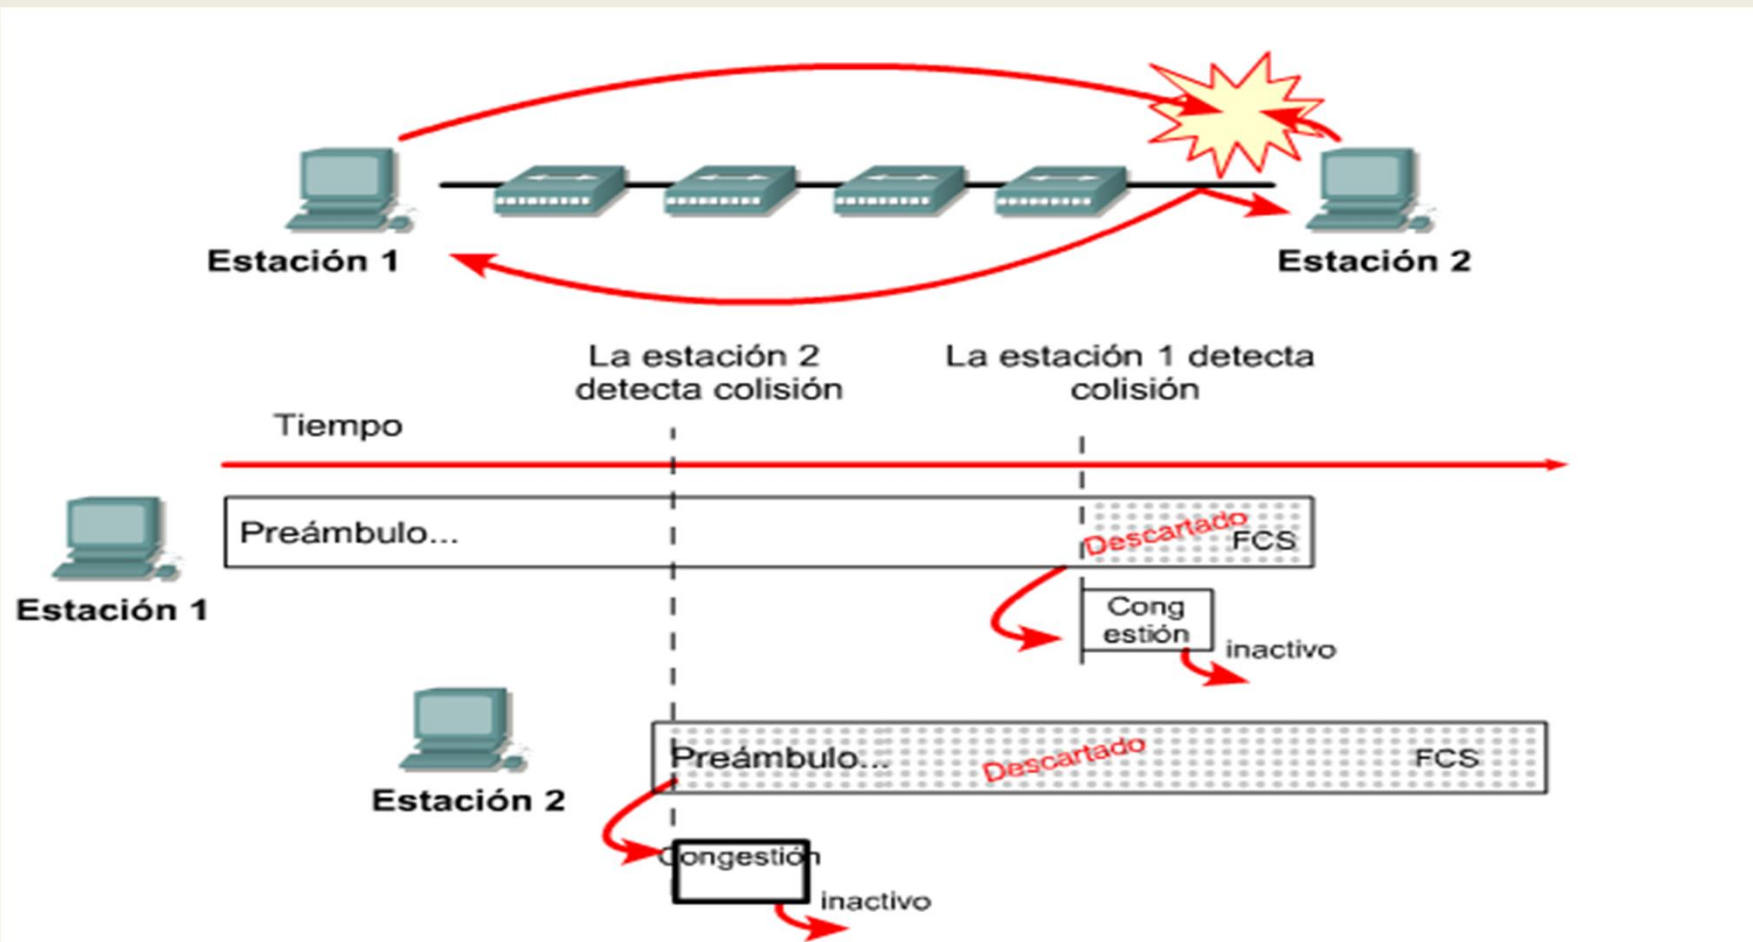 Estación 1
Estación 2
La estación 2
detecta colisión
La estación 1 detecta
colisión
Tiempo
Preámbulo...
Descartado
FCS
Estación 1
Cong
estión
inactivo
Preámbulo...
Descartado
FCS
Estación 2
Congestión
inactivo